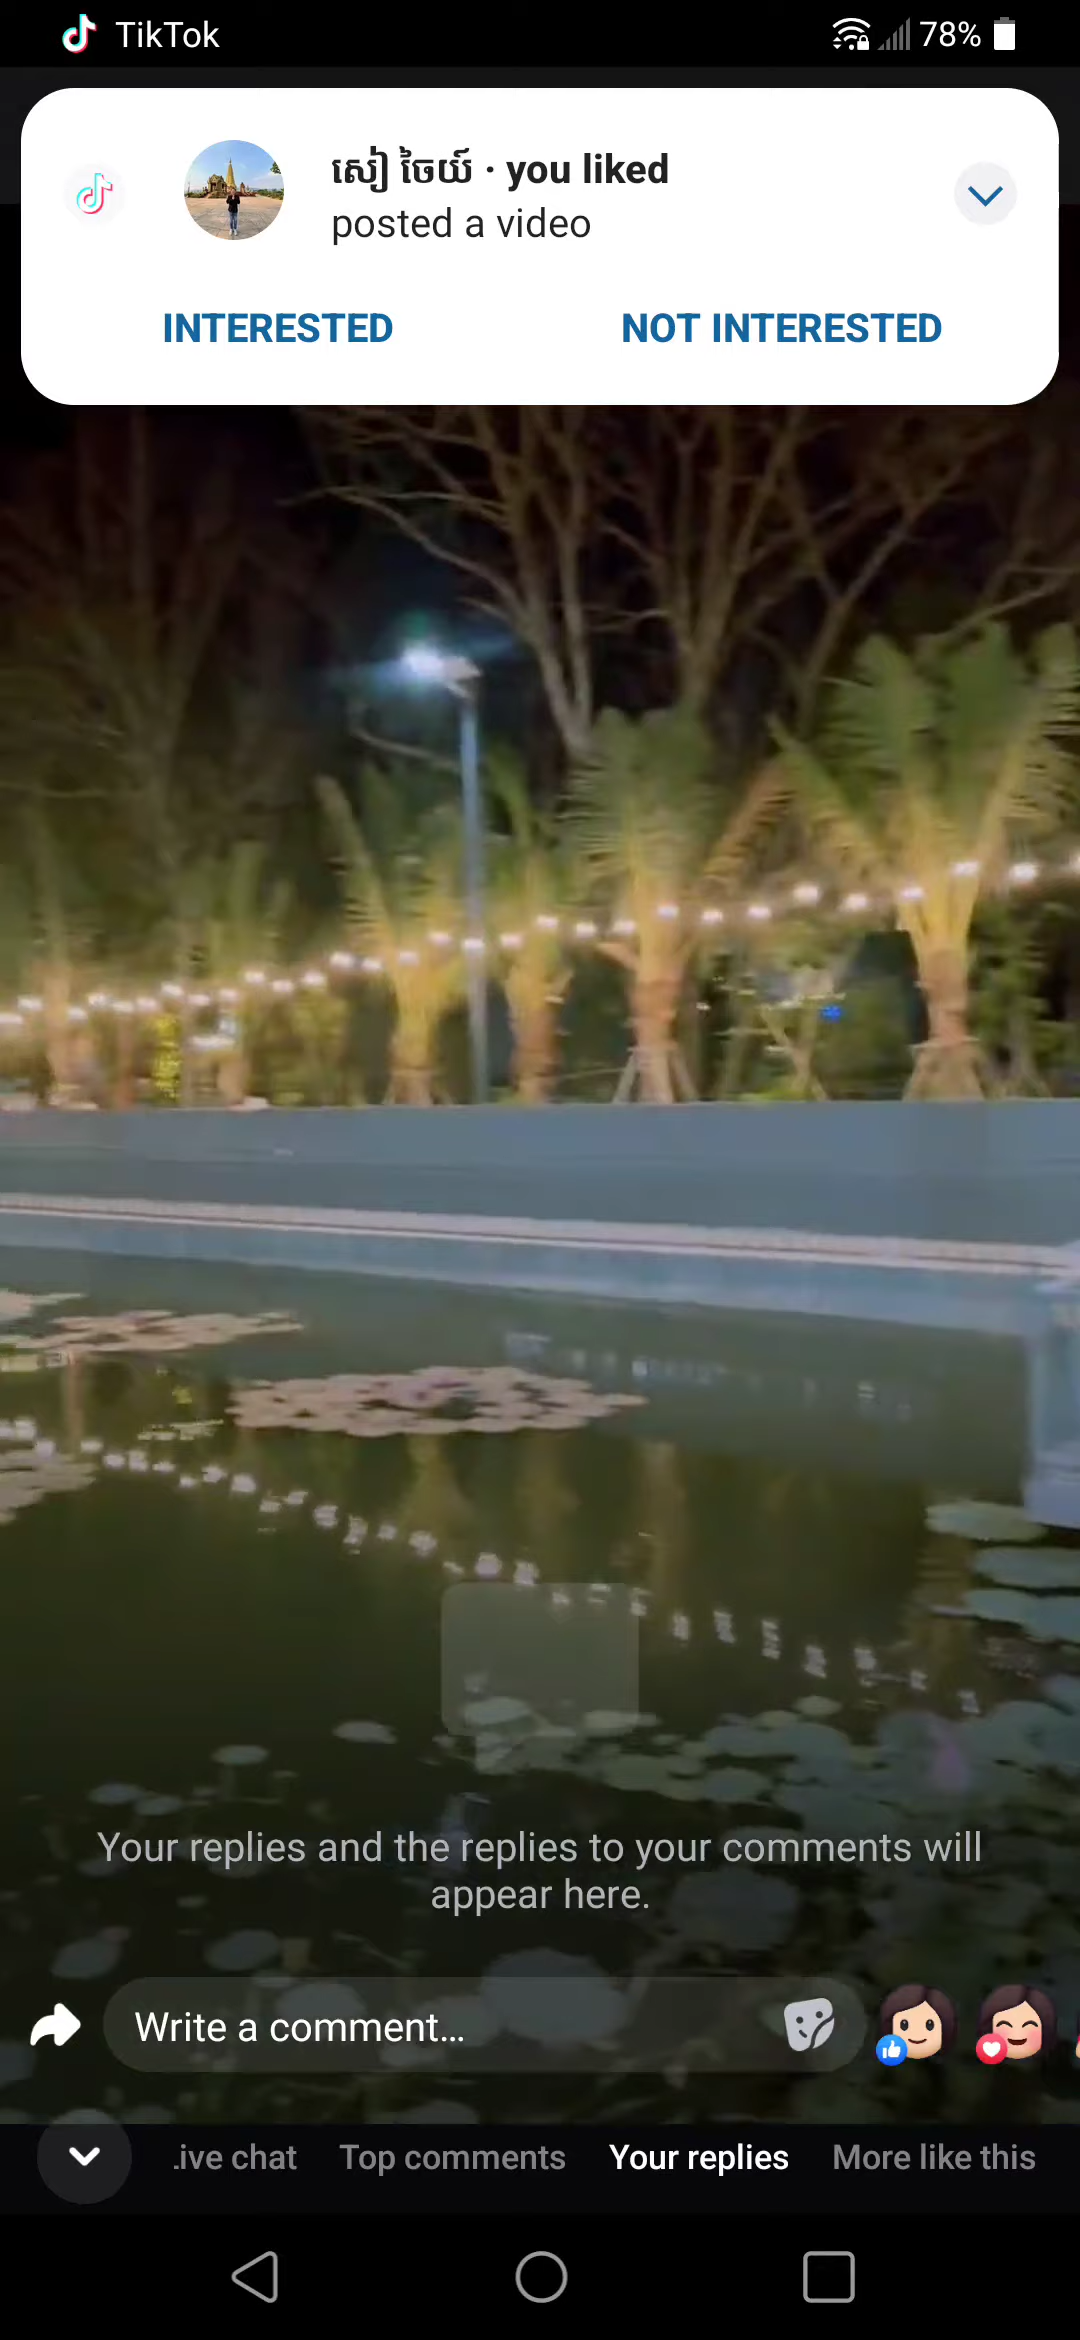 TikTok
78%
សៀ ចៃយ៍ · you liked
posted a video
INTERESTED
NOT INTERESTED
Your replies and the replies to your comments will
appear here.
Write a comment...
ive chat
Top comments
Your replies
More like this